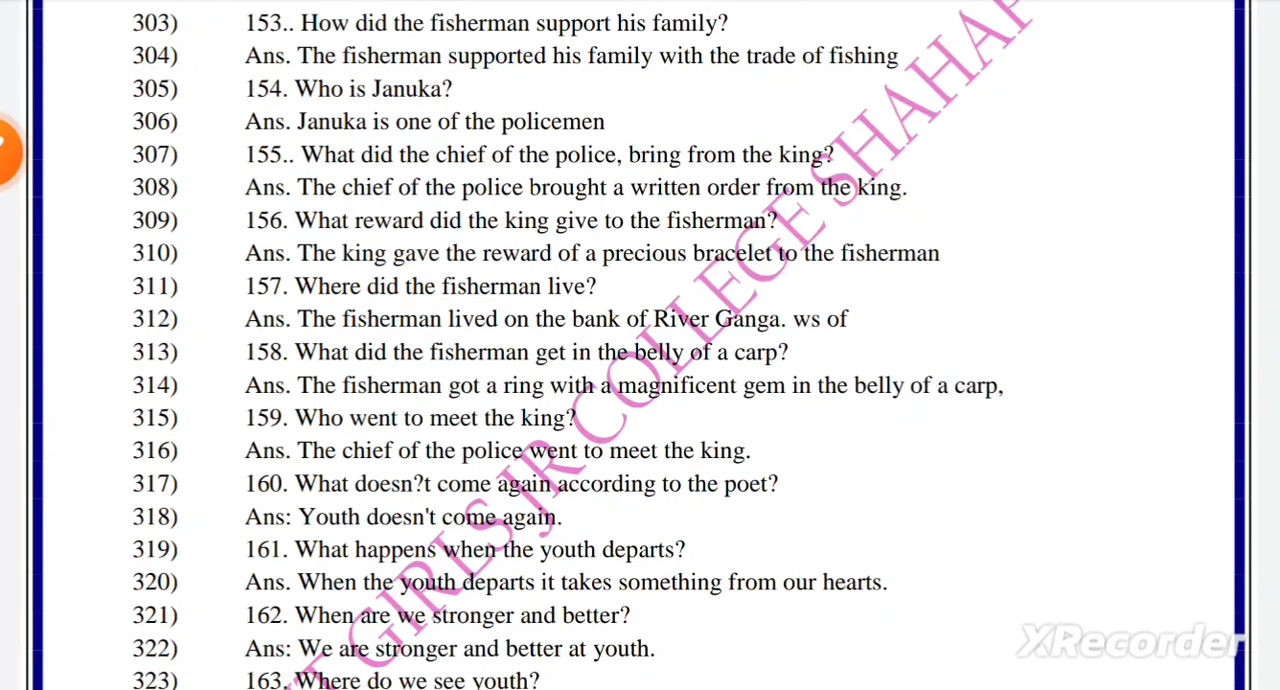 303) 153.. How did the fisherman support his family?
304) Ans. The fisherman supported his family with the trade of fishing
305) 154. Who is Januka?
306) Ans. Januka is one of the policemen
307) 155.. What did the chief of the police, bring from the king?
308) Ans. The chief of the police brought a written order from the king.
309) 156. What reward did the king give to the fisherman?
310) Ans. The king gave the reward of a precious bracelet to the fisherman
311) 157. Where did the fisherman live?
312) Ans. The fisherman lived on the bank of River Ganga. ws of
313) 158. What did the fisherman get in the belly of a carp?
314) Ans. The fisherman got a ring with a magnificent gem in the belly of a carp,
315) 159. Who went to meet the king?
316) Ans. The chief of the police went to meet the king.
317) 160. What doesn?t come again according to the poet?
318) Ans: Youth doesn't come again.
319) 161. What happens when the youth departs?
320) Ans. When the youth departs it takes something from our hearts.
321) 162. When are we stronger and better?
322) Ans: We are stronger and better at youth.
323) 163. Where do we see youth?
GIRLS JR COLLEGE
XRecorder